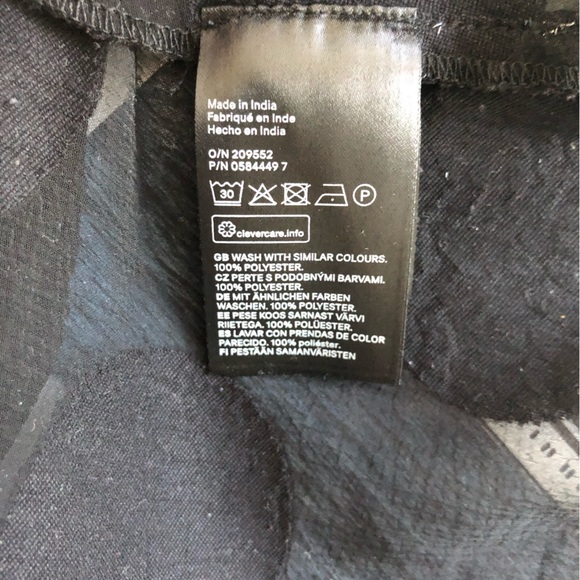 Made in India
Fabriqué en Inde
Hecho en India
O/N 209552
P/N 0584449 7
30 P
clevercare.info
GB WASH WITH SIMILAR COLOURS.
100% POLYESTER.
CZ PERTE S PODOBNÝMI BARVAMI.
100% POLYESTER.
DE MIT ÄHNLICHEN FARBEN
WASCHEN. 100% POLYESTER.
EE PESE KOOS SARNAST VÄRVI
RIIETEGA. 100% POLÜESTER.
ES LAVAR CON PRENDAS DE COLOR
PARECIDO. 100% poliéster.
FI PESTÄÄN SAMANVÄRISTEN